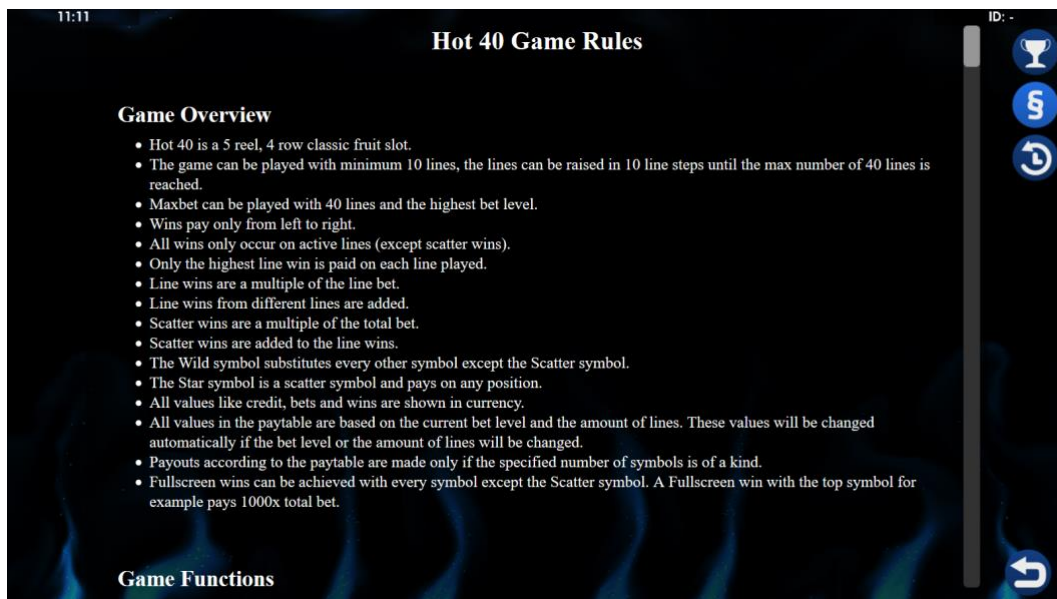 11:11
ID: -
Hot 40 Game Rules
§
Game Overview
• Hot 40 is a 5 reel, 4 row classic fruit slot.
• The game can be played with minimum 10 lines, the lines can be raised in 10 line steps until the max number of 40 lines is
reached.
• Maxbet can be played with 40 lines and the highest bet level.
• Wins pay only from left to right.
• All wins only occur on active lines (except scatter wins).
• Only the highest line win is paid on each line played.
• Line wins are a multiple of the line bet.
• Line wins from different lines are added.
• Scatter wins are a multiple of the total bet.
• Scatter wins are added to the line wins.
• The Wild symbol substitutes every other symbol except the Scatter symbol.
• The Star symbol is a scatter symbol and pays on any position.
• All values like credit, bets and wins are shown in currency.
• All values in the paytable are based on the current bet level and the amount of lines. These values will be changed
automatically if the bet level or the amount of lines will be changed.
• Payouts according to the paytable are made only if the specified number of symbols is of a kind.
• Fullscreen wins can be achieved with every symbol except the Scatter symbol. A Fullscreen win with the top symbol for
example pays 1000x total bet.
Game Functions